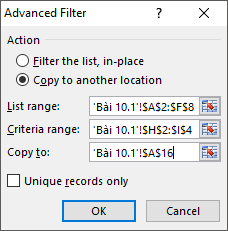 Advanced Filter
Action
Filter the list, in-place
Copy to another location
List range: 'Bài 10.1'!$A$2:$F$8
Criteria range: 'Bài 10.1'!$H$2:$I$4
Copy to: 'Bài 10.1'!$A$16
Unique records only
OK Cancel